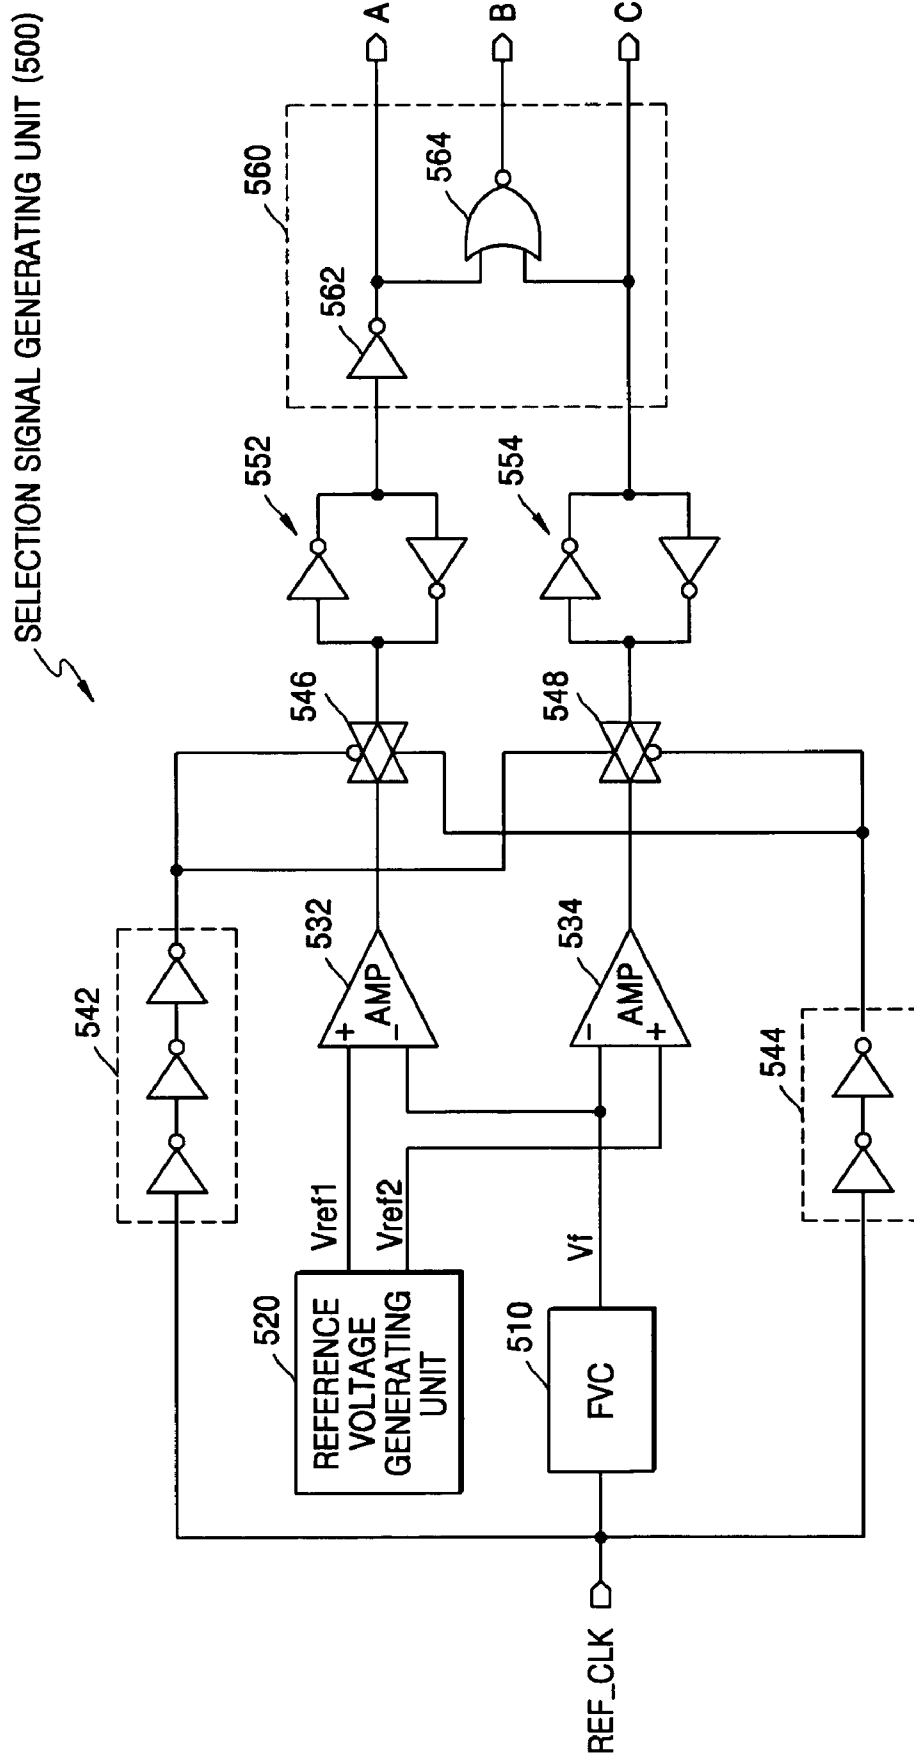 SELECTION SIGNAL GENERATING UNIT (500)
542
520
REFERENCE
VOLTAGE
GENERATING
UNIT
Vref1
Vref2
532
+
AMP
−
546
552
560
562
564
A
B
C
REF_CLK
510
FVC
Vf
534
−
AMP
+
548
554
544